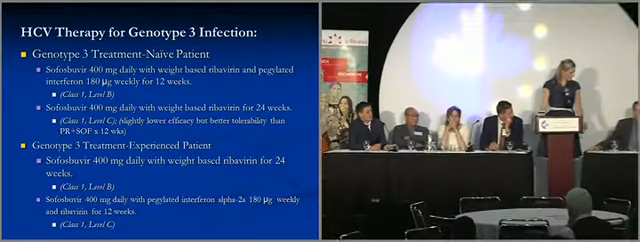 HCV Therapy for Genotype 3 Infection:
Genotype 3 Treatment-Naïve Patient
Sofosbuvir 400 mg daily with weight based ribavirin and pegylated
interferon 180 µg weekly for 12 weeks.
(Class 1, Level B)
Sofosbuvir 400 mg daily with weight based ribavirin for 24 weeks.
(Class 1, Level C); (slightly lower efficacy but better tolerability than
PR+SOF x 12 wks)
Genotype 3 Treatment-Experienced Patient
Sofosbuvir 400 mg daily with weight based ribavirin for 24
weeks.
(Class 1, Level B)
Sofosbuvir 400 mg daily with pegylated interferon alpha-2a 180 µg weekly
and ribavirin for 12 weeks.
(Class 1, Level C)